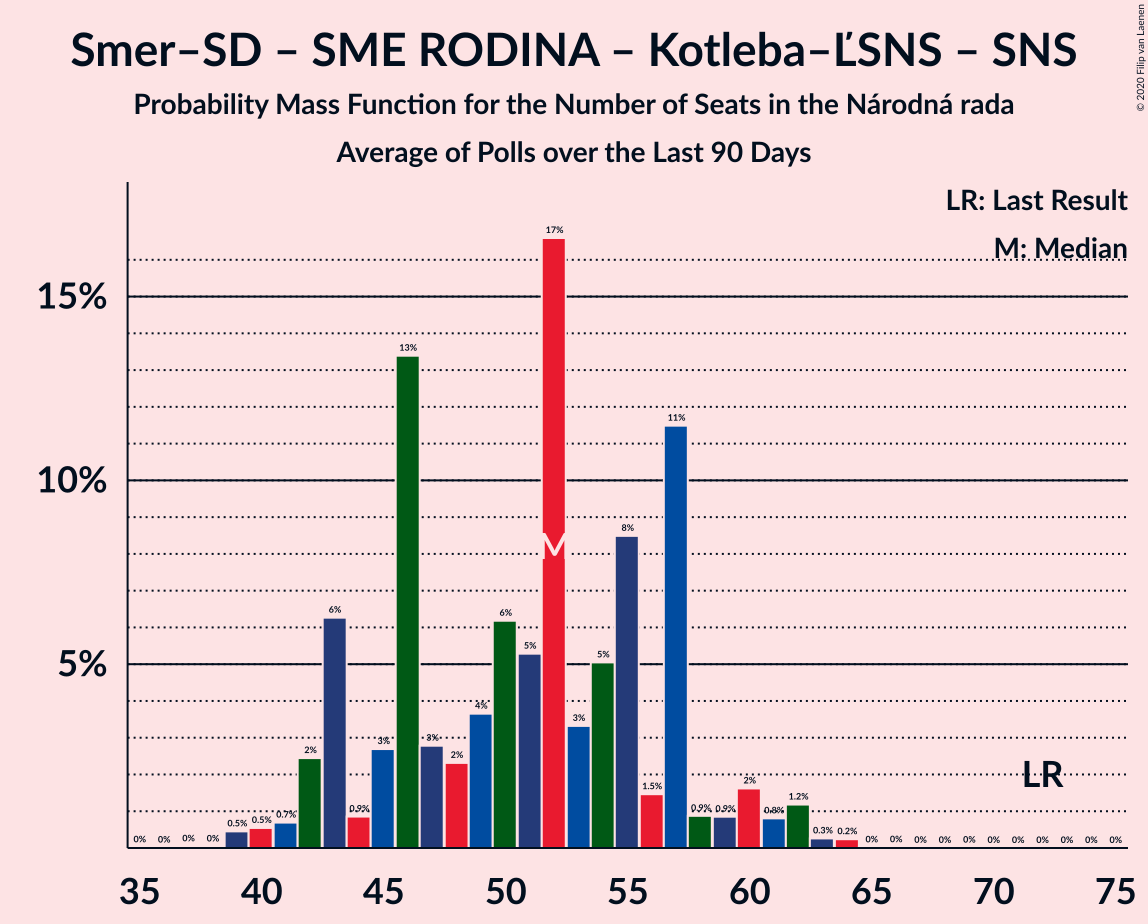 Smer–SD – SME RODINA – Kotleba–ĽSNS – SNS
Probability Mass Function for the Number of Seats in the Národná rada
Average of Polls over the Last 90 Days
© 2020 Filip van Laenen
LR: Last Result
M: Median
15%
10%
5%
0% 0% 0% 0% 0.5% 0.5% 0.7% 2% 6% 0.9% 3% 13% 3% 2% 4% 6% 5% 17% 3% 5% 8% 1.5% 11% 0.9% 0.9% 2% 0.8% 1.2% 0.3% 0.2% 0% 0% 0% 0% 0% 0% 0% 0% 0% 0% 0%
M
LR
35 40 45 50 55 60 65 70 75